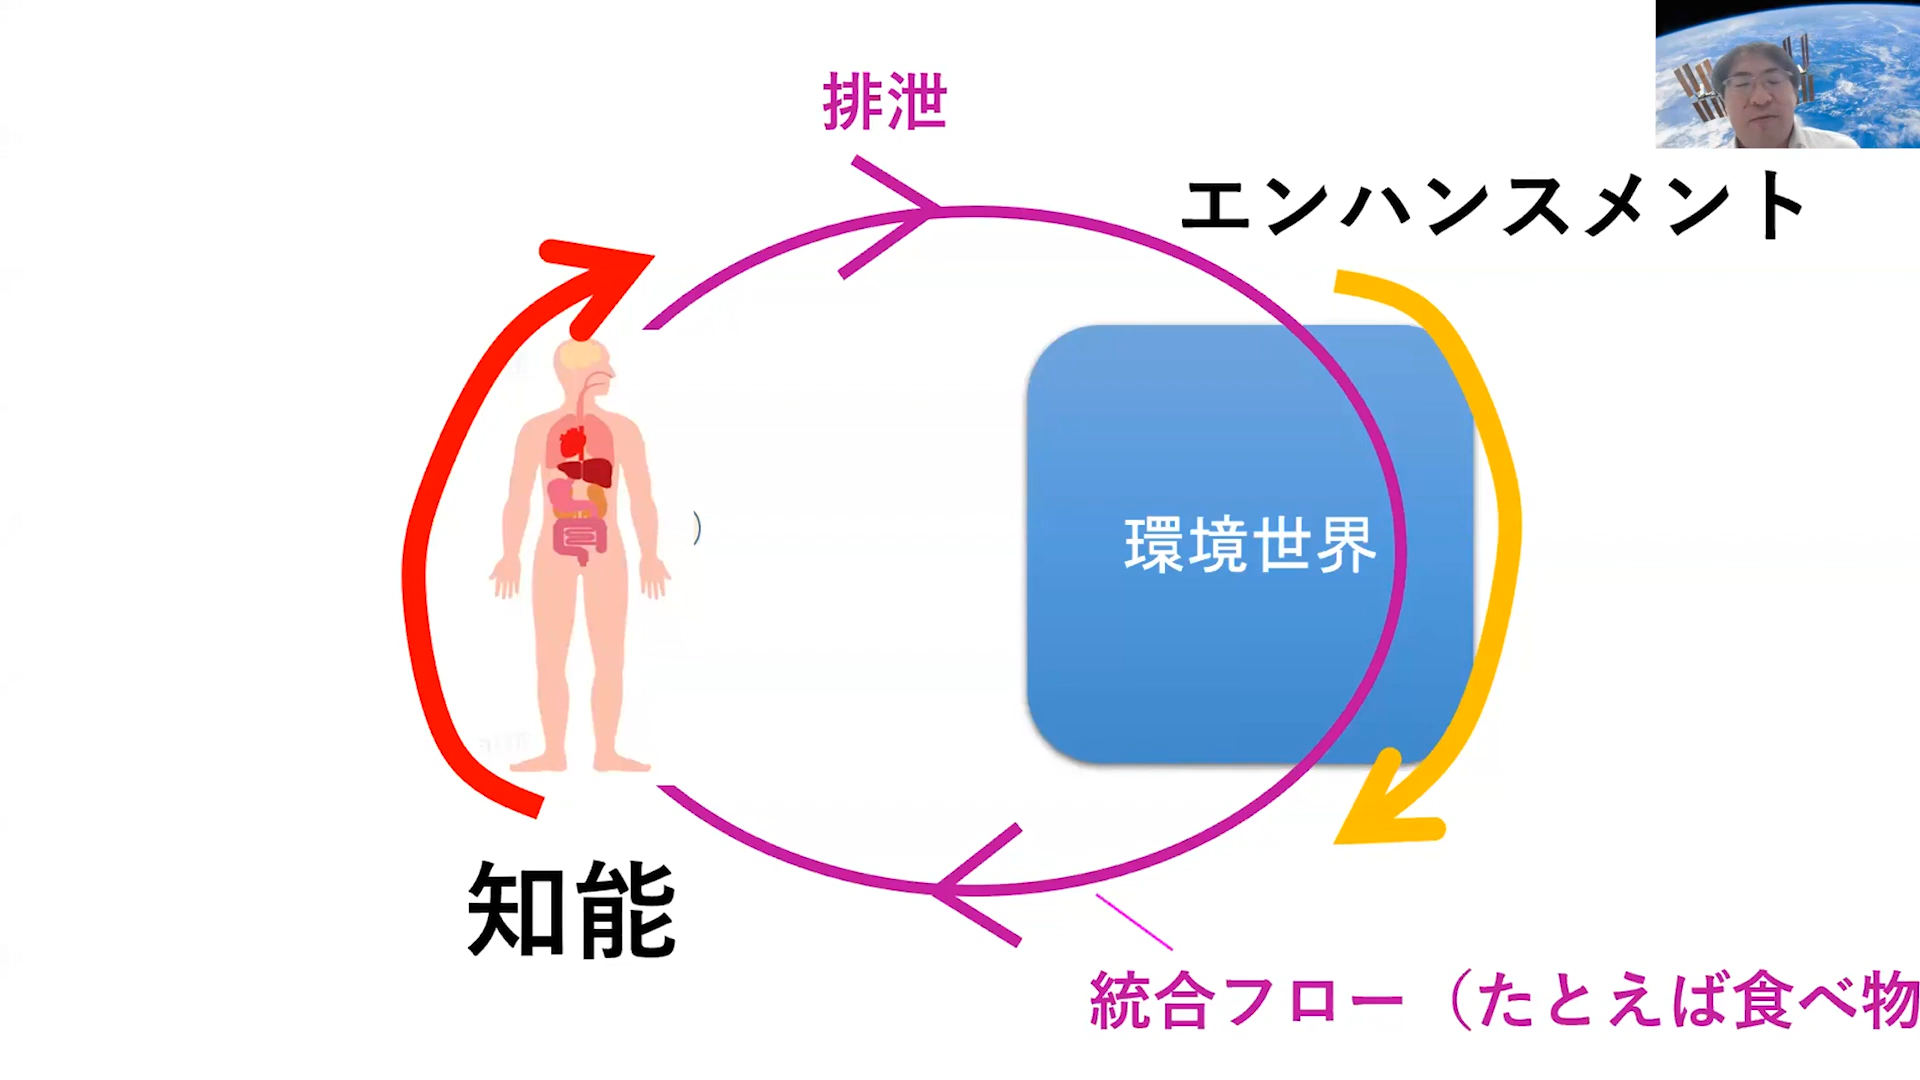 排泄
エンハンスメント
環境世界
知能
統合フロー（たとえば食べ物